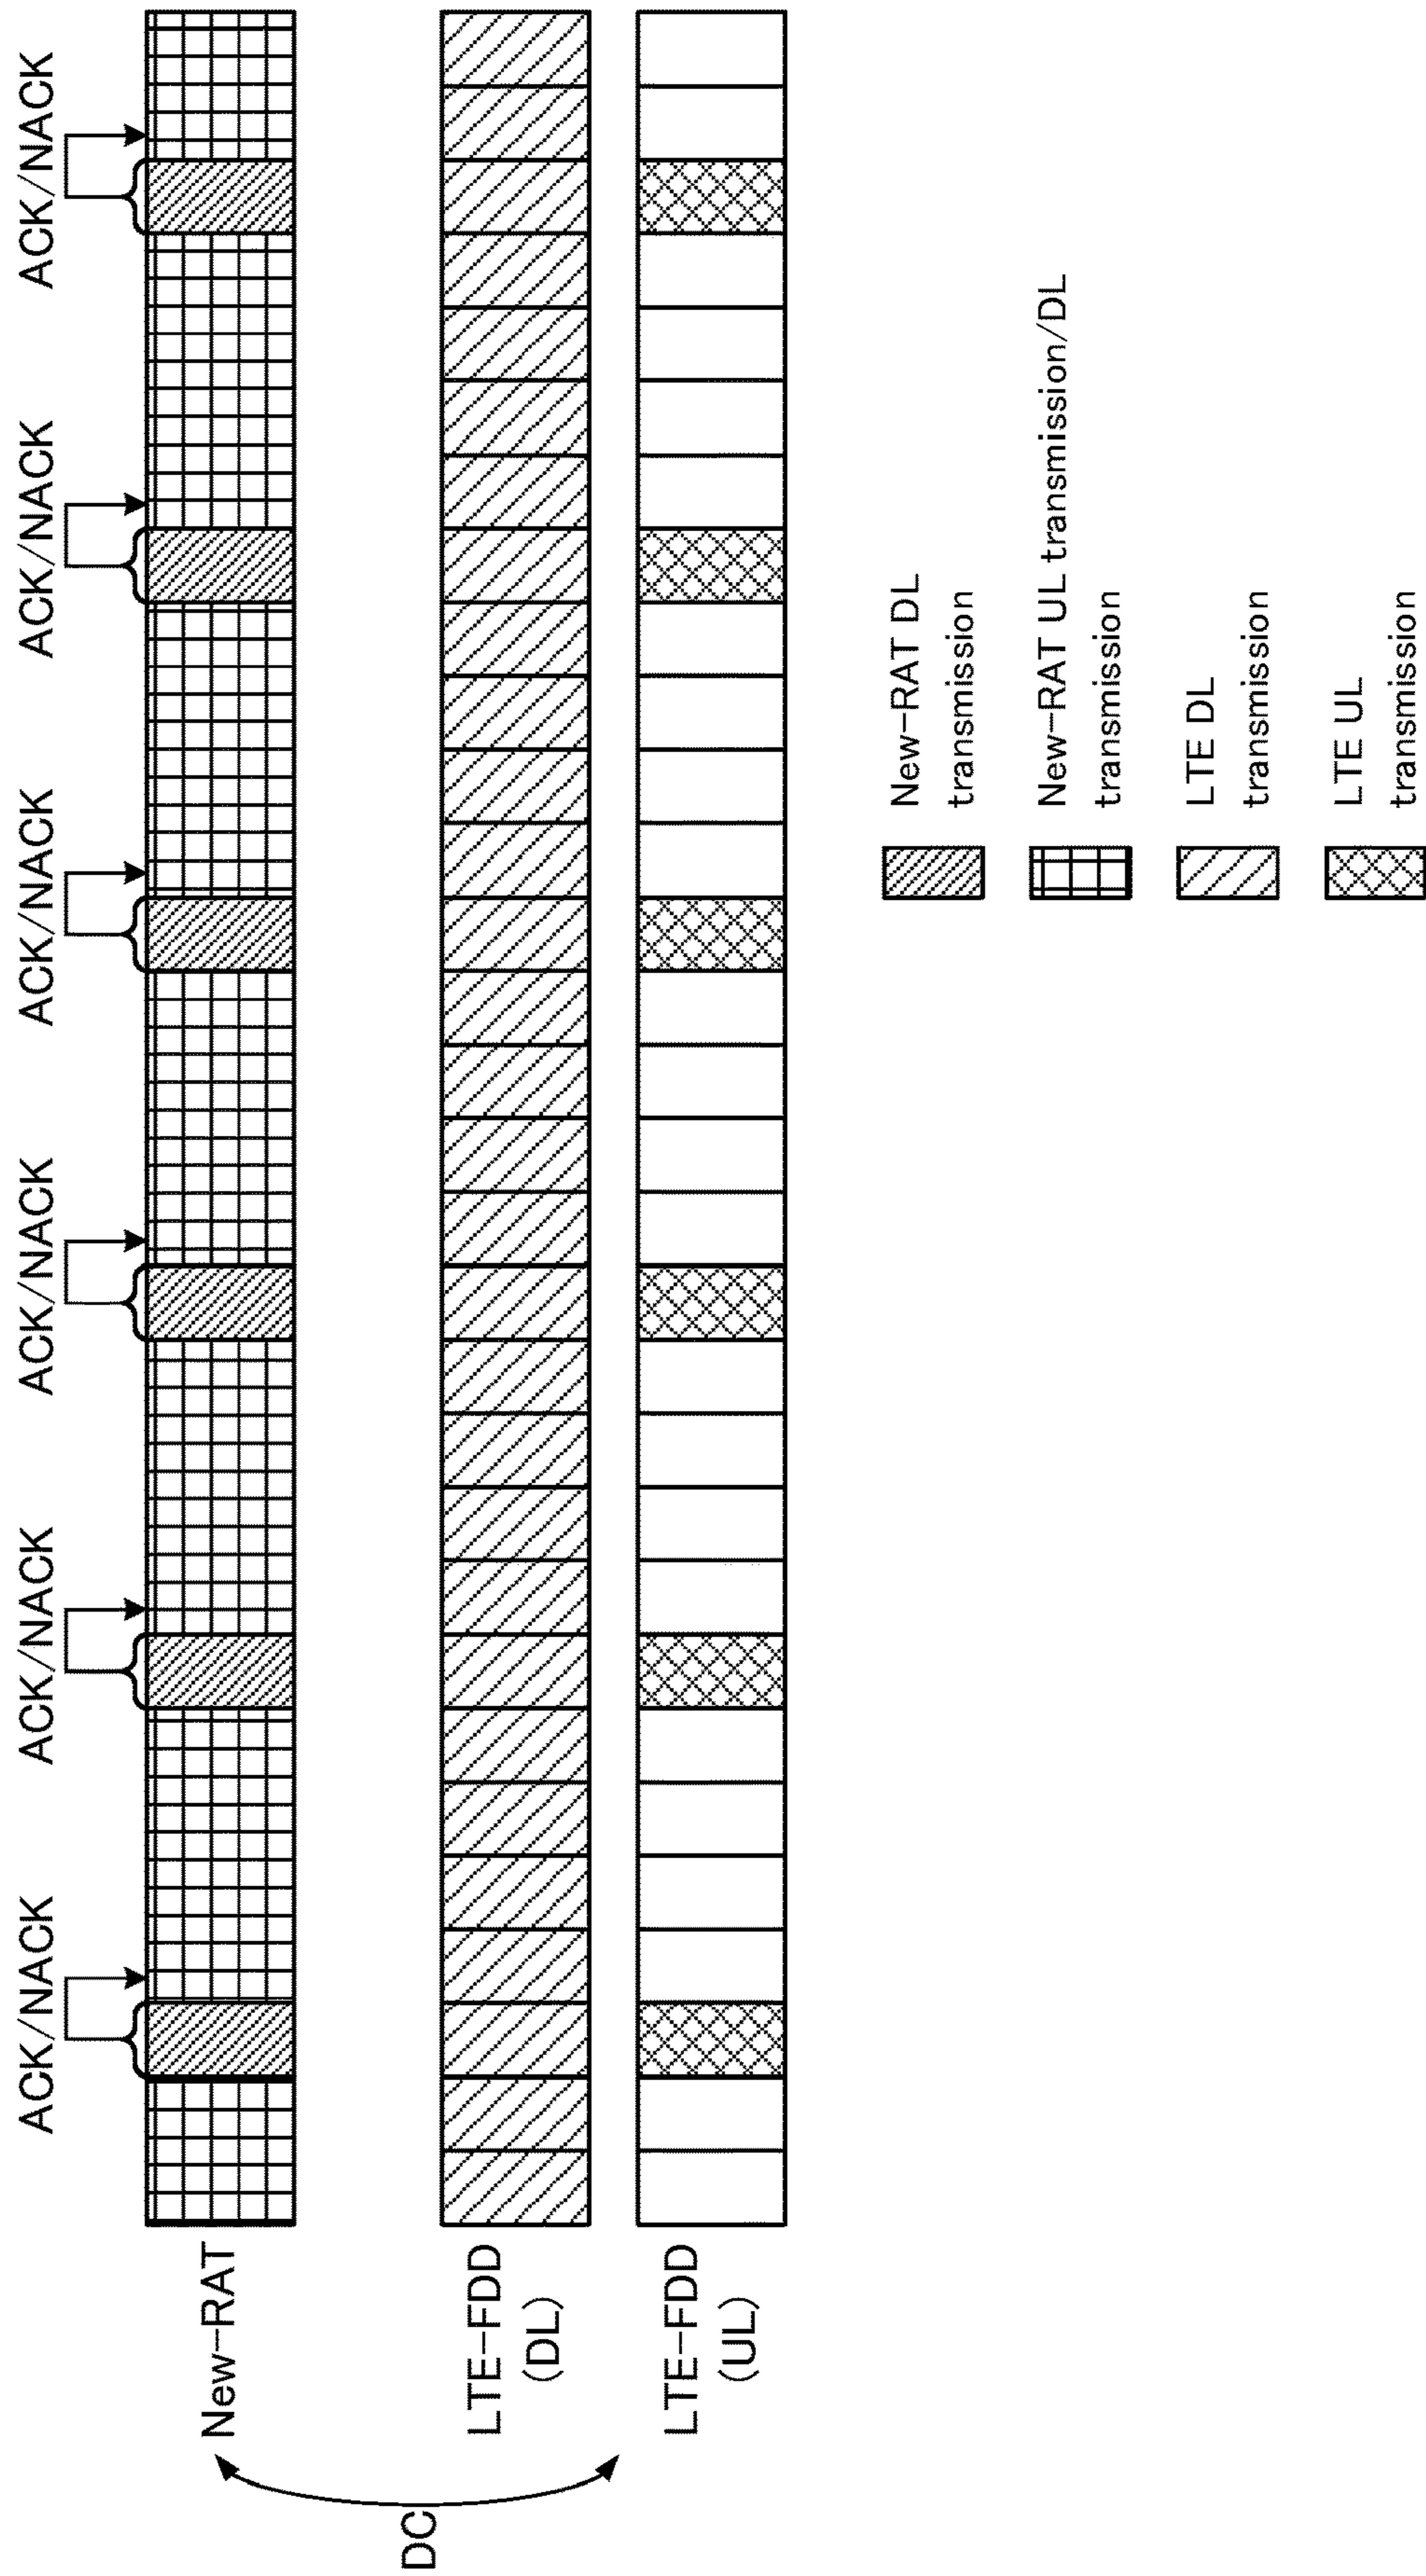 ACK/NACK
ACK/NACK
ACK/NACK
ACK/NACK
ACK/NACK
ACK/NACK
New-RAT
DC
LTE-FDD
(DL)
LTE-FDD
(UL)
New-RAT DL
transmission
New-RAT UL transmission/DL
transmission
LTE DL
transmission
LTE UL
transmission